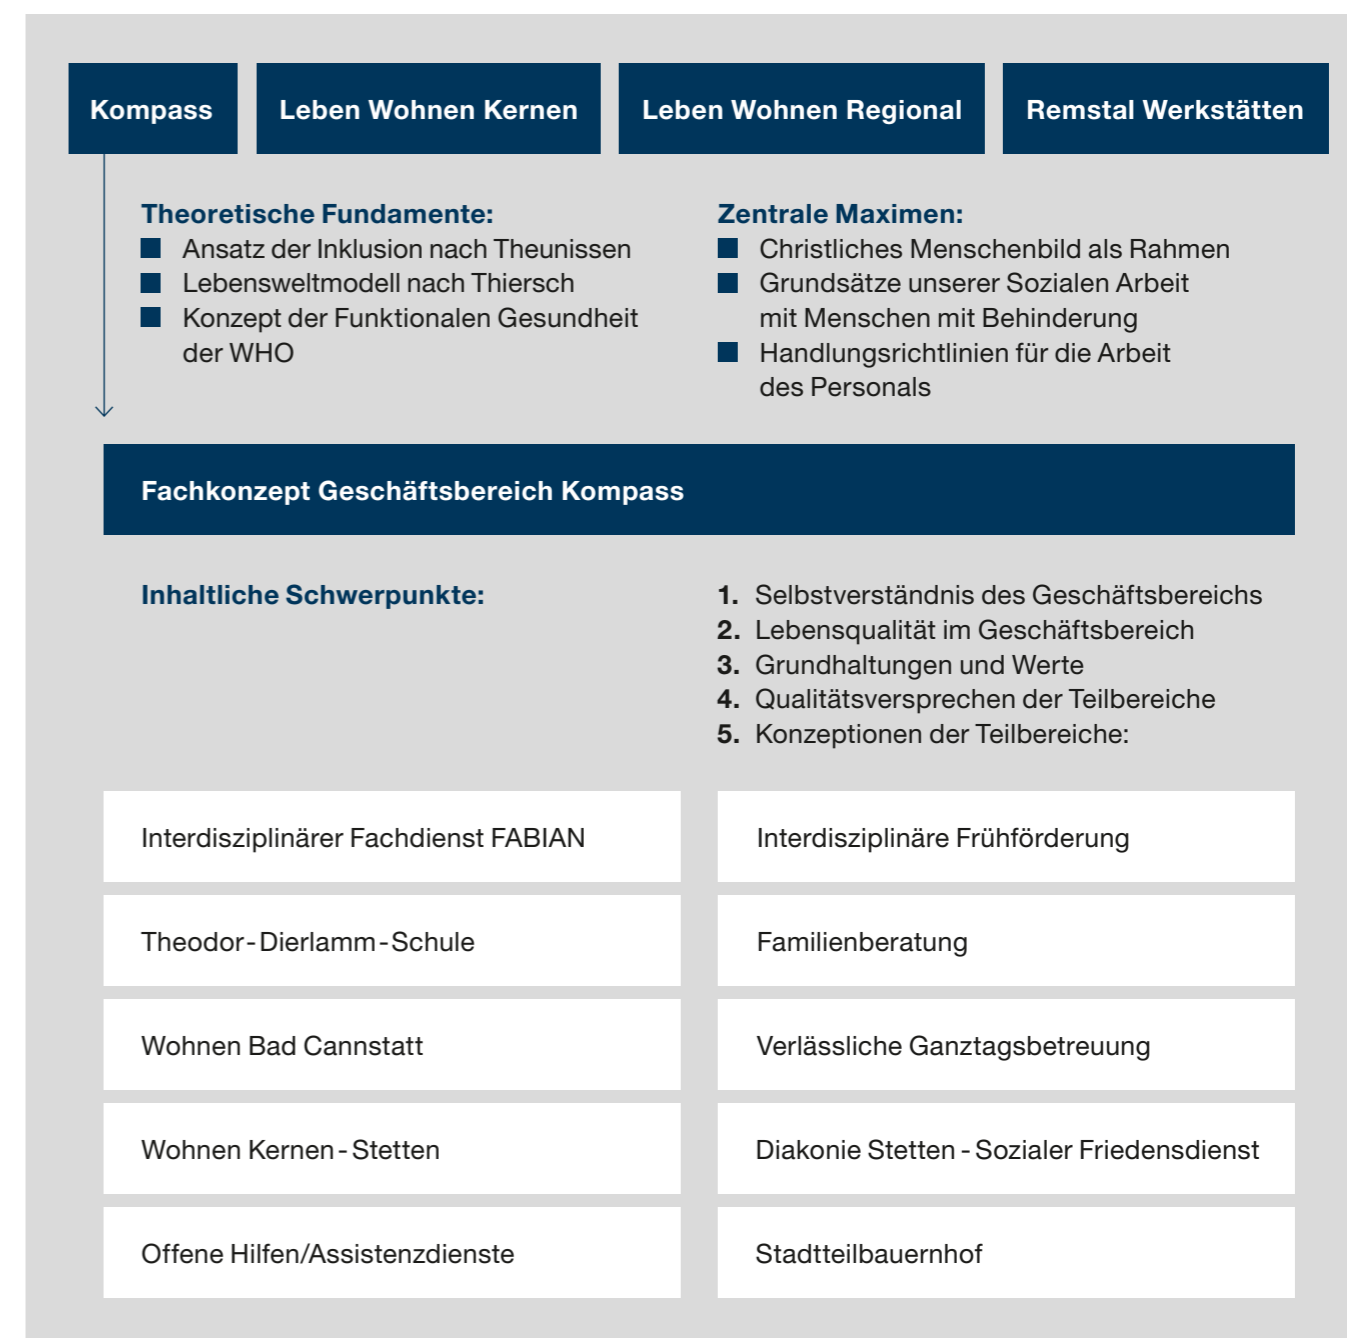 Kompass
Leben Wohnen Kernen
Leben Wohnen Regional
Remstal Werkstätten
Theoretische Fundamente:
Ansatz der Inklusion nach Theunissen
Lebensweltmodell nach Thiersch
Konzept der Funktionalen Gesundheit
der WHO
Zentrale Maximen:
Christliches Menschenbild als Rahmen
Grundsätze unserer Sozialen Arbeit
mit Menschen mit Behinderung
Handlungsrichtlinien für die Arbeit
des Personals
Fachkonzept Geschäftsbereich Kompass
Inhaltliche Schwerpunkte:
1. Selbstverständnis des Geschäftsbereichs
2. Lebensqualität im Geschäftsbereich
3. Grundhaltungen und Werte
4. Qualitätsversprechen der Teilbereiche
5. Konzeptionen der Teilbereiche:
Interdisziplinärer Fachdienst FABIAN
Interdisziplinäre Frühförderung
Theodor-Dierlamm-Schule
Familienberatung
Wohnen Bad Cannstatt
Verlässliche Ganztagsbetreuung
Wohnen Kernen-Stetten
Diakonie Stetten - Sozialer Friedensdienst
Offene Hilfen/Assistenzdienste
Stadtteilbauernhof